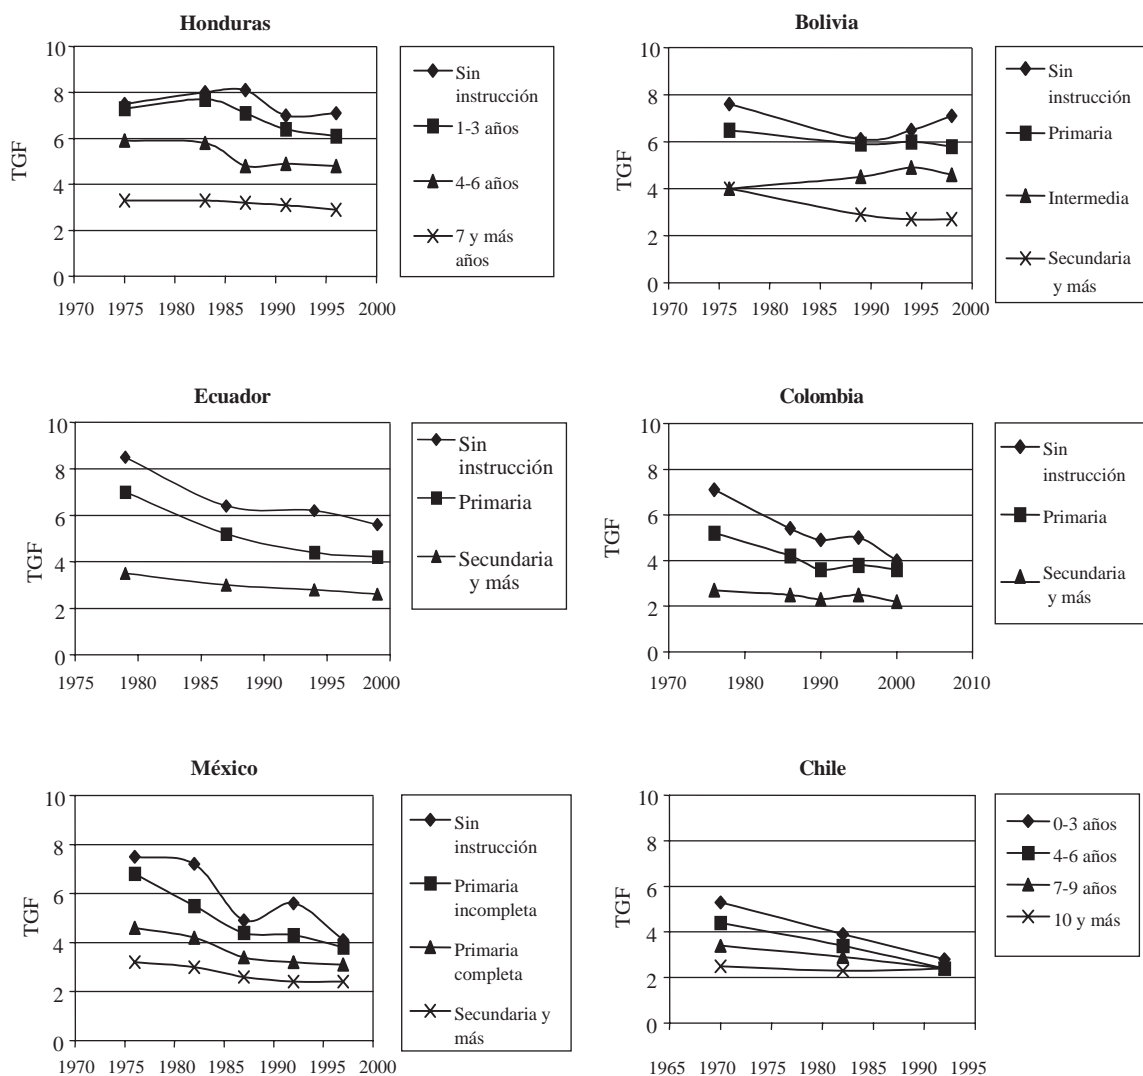 Honduras
10
8
6
4
2
0
TGF
1970 1975 1980 1985 1990 1995 2000
Sin
instrucción
1-3 años
4-6 años
7 y más
años
Bolivia
10
8
6
4
2
0
TGF
1970 1975 1980 1985 1990 1995 2000
Sin
instrucción
Primaria
Intermedia
Secundaria
y más
Ecuador
10
8
6
4
2
0
TGF
1975 1980 1985 1990 1995 2000
Sin
instrucción
Primaria
Secundaria
y más
Colombia
10
8
6
4
2
0
TGF
1970 1980 1990 2000 2010
Sin
instrucción
Primaria
Secundaria
y más
México
10
8
6
4
2
0
TGF
1970 1975 1980 1985 1990 1995 2000
Sin
instrucción
Primaria
incompleta
Primaria
completa
Secundaria y
más
Chile
10
8
6
4
2
0
TGF
1965 1970 1975 1980 1985 1990 1995
0-3 años
4-6 años
7-9 años
10 y más